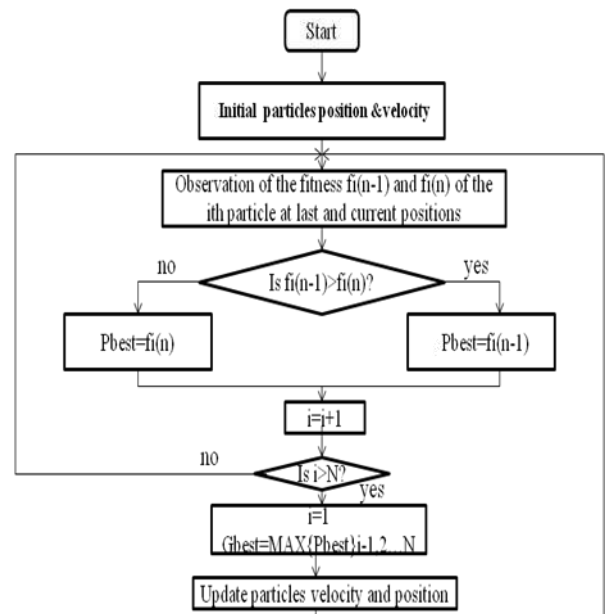 Start
Initial particles position &velocity
Observation of the fitness fi(n-1) and fi(n) of the
ith particle at last and current positions
no
yes
Is fi(n-1)>fi(n)?
Pbest=fi(n)
Pbest=fi(n-1)
i=i+1
no
Is i>N?
yes
i=1
Gbest=MAX{Pbest}i-1,2...N
Update particles velocity and position